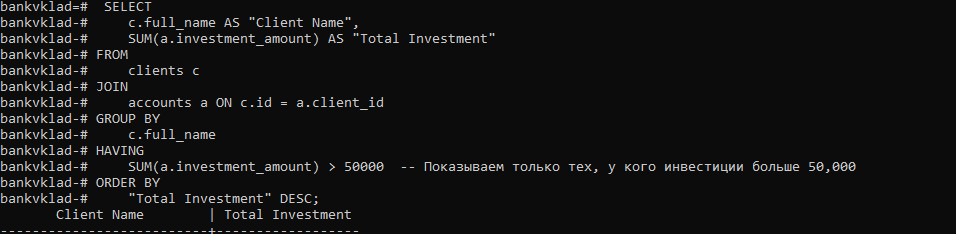 bankvklad=#  SELECT
bankvklad-#     c.full_name AS "Client Name",
bankvklad-#     SUM(a.investment_amount) AS "Total Investment"
bankvklad-# FROM
bankvklad-#     clients c
bankvklad-# JOIN
bankvklad-#     accounts a ON c.id = a.client_id
bankvklad-# GROUP BY
bankvklad-#     c.full_name
bankvklad-# HAVING
bankvklad-#     SUM(a.investment_amount) > 50000  -- Показываем только тех, у кого инвестиции больше 50,000
bankvklad-# ORDER BY
bankvklad-#     "Total Investment" DESC;
       Client Name        | Total Investment
--------------------------+------------------